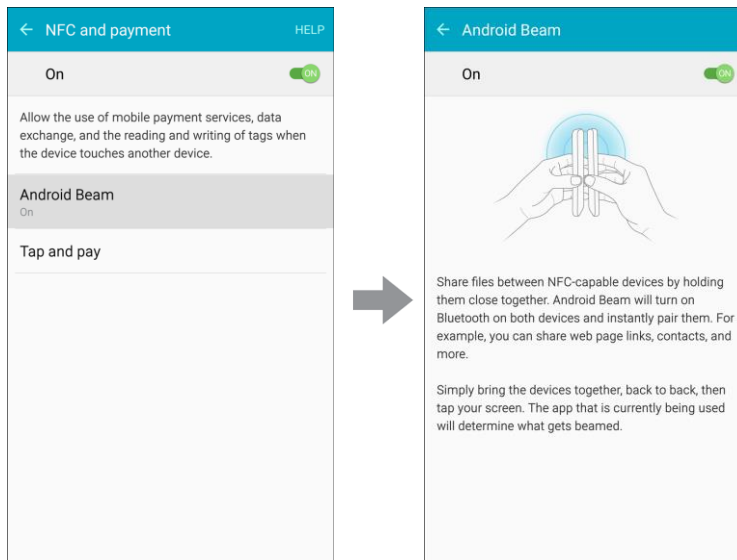 NFC and payment HELP
On ON
Allow the use of mobile payment services, data
exchange, and the reading and writing of tags when
the device touches another device.
Android Beam
On
Tap and pay
Android Beam
On ON
Share files between NFC-capable devices by holding
them close together. Android Beam will turn on
Bluetooth on both devices and instantly pair them. For
example, you can share web page links, contacts, and
more.
Simply bring the devices together, back to back, then
tap your screen. The app that is currently being used
will determine what gets beamed.